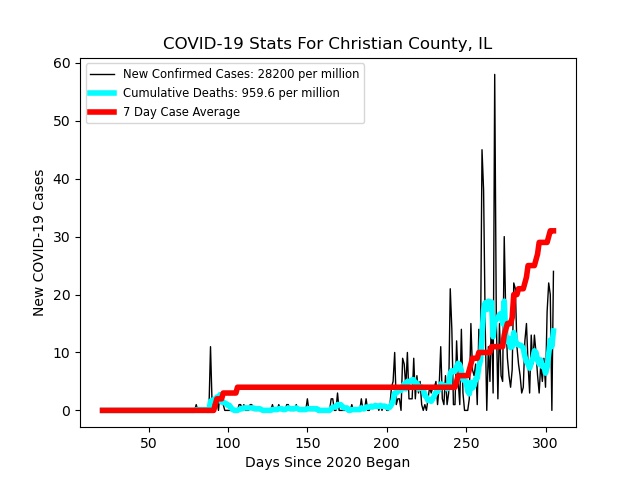 COVID-19 Stats For Christian County, IL
New Confirmed Cases: 28200 per million
Cumulative Deaths: 959.6 per million
7 Day Case Average
New COVID-19 Cases
60
50
40
30
20
10
0
50 100 150 200 250 300
Days Since 2020 Began